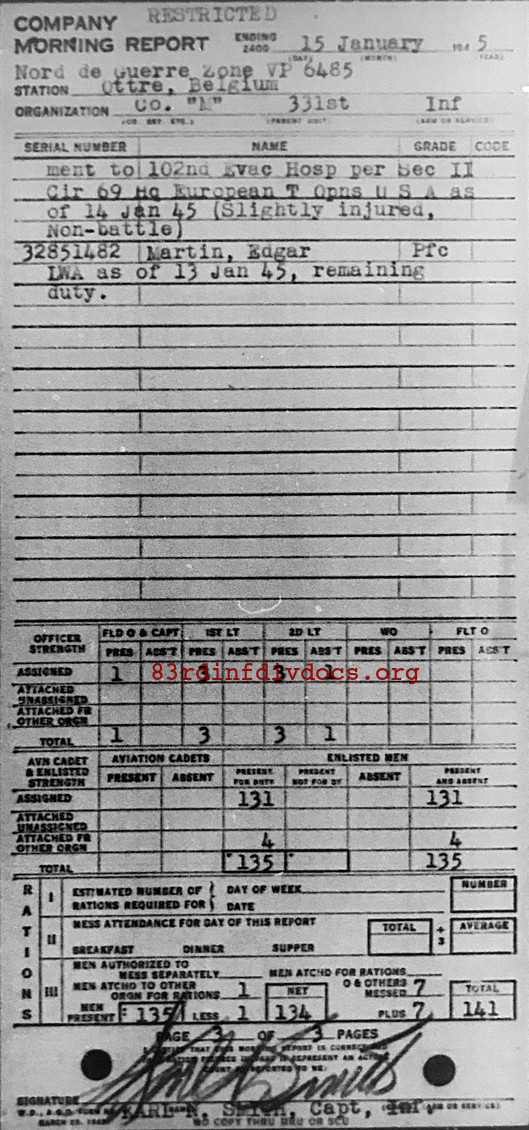 RESTRICTED
COMPANY
MORNING REPORT ENDING 2400 15 January 194 5
(DAY) (MONTH) (YEAR)
Nord de Guerre Zone VP 6485
STATION Ottre, Belgium
ORGANIZATION Co. "M" 331st Inf
SERIAL NUMBER NAME GRADE CODE
ment to 102nd Evac Hosp per Sec II
Cir 69 Hq European T Opns U S A as
of 14 Jan 45 (Slightly injured,
Non-battle)
32851482 Martin, Edgar Pfc
LWA as of 13 Jan 45, remaining
duty.
OFFICER STRENGTH FLD O & CAPT 1ST LT 2D LT WO FLT O
PRES ABS'T PRES ABS'T PRES ABS'T PRES ABS'T PRES ABS'T
ASSIGNED 1 3 3 1
83rdinfdivdocs.org
ATTACHED UNASSIGNED
ATTACHED FR OTHER ORGN
TOTAL 1 3 3 1
AVN CADET & ENLISTED STRENGTH AVIATION CADETS ENLISTED MEN
PRESENT ABSENT PRESENT FOR DUTY PRESENT NOT FOR DY ABSENT PRESENT AND ABSENT
ASSIGNED 131 131
ATTACHED UNASSIGNED
ATTACHED FR OTHER ORGN 4 4
TOTAL 135 135
RATIONS
I ESTIMATED NUMBER OF RATIONS REQUIRED FOR { DAY OF WEEK DATE NUMBER
II MESS ATTENDANCE FOR DAY OF THIS REPORT TOTAL ÷ 3 AVERAGE
BREAKFAST DINNER SUPPER
III MEN AUTHORIZED TO MESS SEPARATELY MEN ATCHD FOR RATIONS
MEN ATCHD TO OTHER ORGN FOR RATIONS 1 NET O & OTHERS MESSED 7 TOTAL
MEN PRESENT 135 LESS 1 134 PLUS 7 141
PAGE 3 OF 3 PAGES
SIGNATURE
KARL N. Smith, Capt, Inf